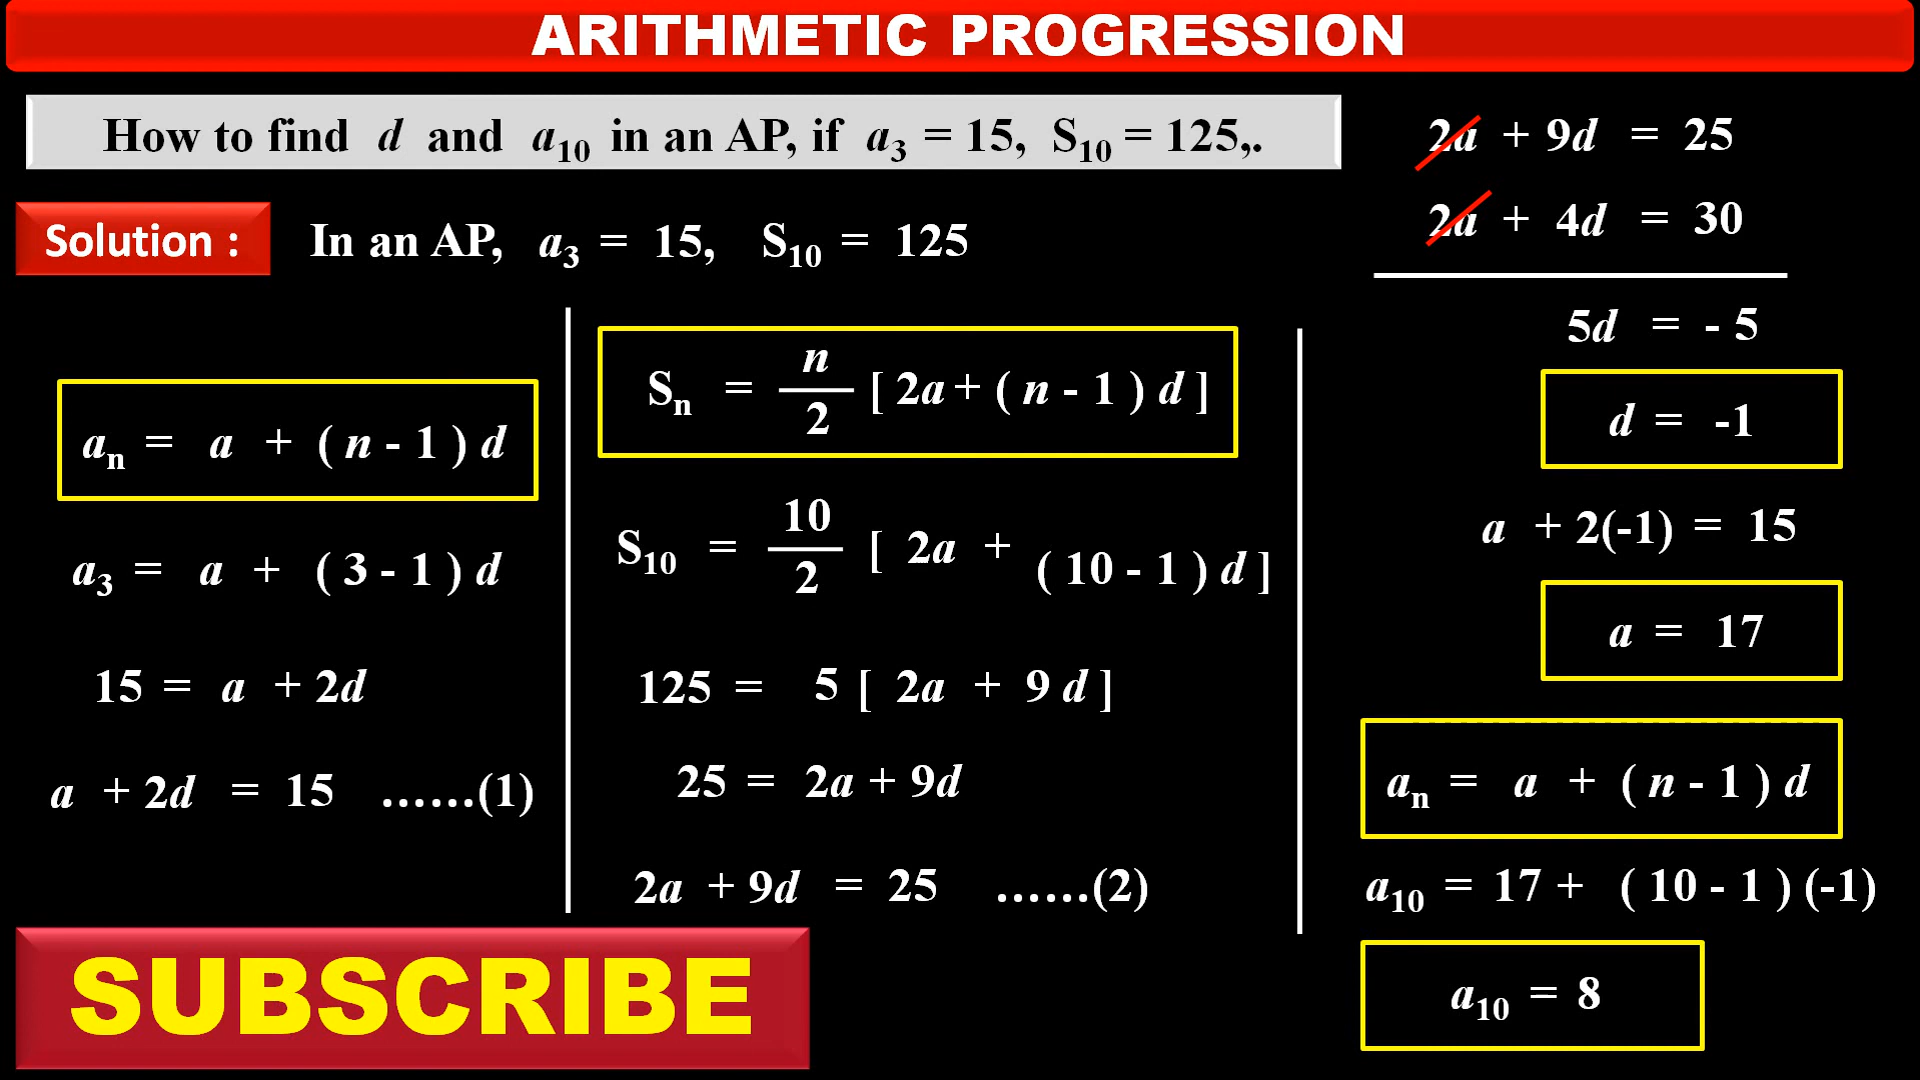 ARITHMETIC PROGRESSION
How to find d and a10 in an AP, if a3 = 15, S10 = 125,.
Solution : In an AP, a3 = 15, S10 = 125
an = a + ( n - 1 ) d
a3 = a + ( 3 - 1 ) d
15 = a + 2d
a + 2d = 15 ......(1)
Sn = n/2 [ 2a + ( n - 1 ) d ]
S10 = 10/2 [ 2a + ( 10 - 1 ) d ]
125 = 5 [ 2a + 9 d ]
25 = 2a + 9d
2a + 9d = 25 ......(2)
2a + 9d = 25
2a + 4d = 30
5d = - 5
d = -1
a + 2(-1) = 15
a = 17
an = a + ( n - 1 ) d
a10 = 17 + ( 10 - 1 ) (-1)
a10 = 8
SUBSCRIBE